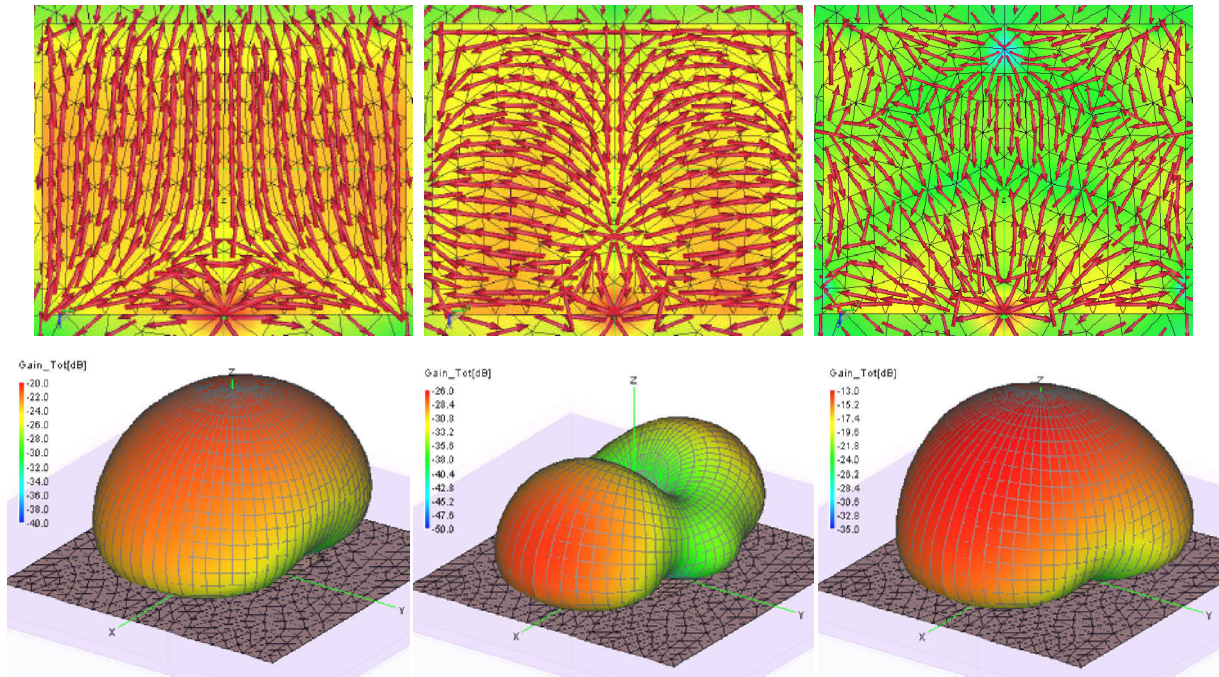 Z
Z
Gain_Tot[dB]
-20.0
-22.0
-24.0
-26.0
-28.0
-30.0
-32.0
-34.0
-36.0
-38.0
-40.0
Z
X
Y
Gain_Tot[dB]
-26.0
-28.4
-30.8
-33.2
-35.6
-38.0
-40.4
-42.8
-45.2
-47.6
-50.0
Z
X
Y
Gain_Tot[dB]
-13.0
-15.2
-17.4
-19.6
-21.8
-24.0
-26.2
-28.4
-30.6
-32.8
-35.0
Z
X
Y